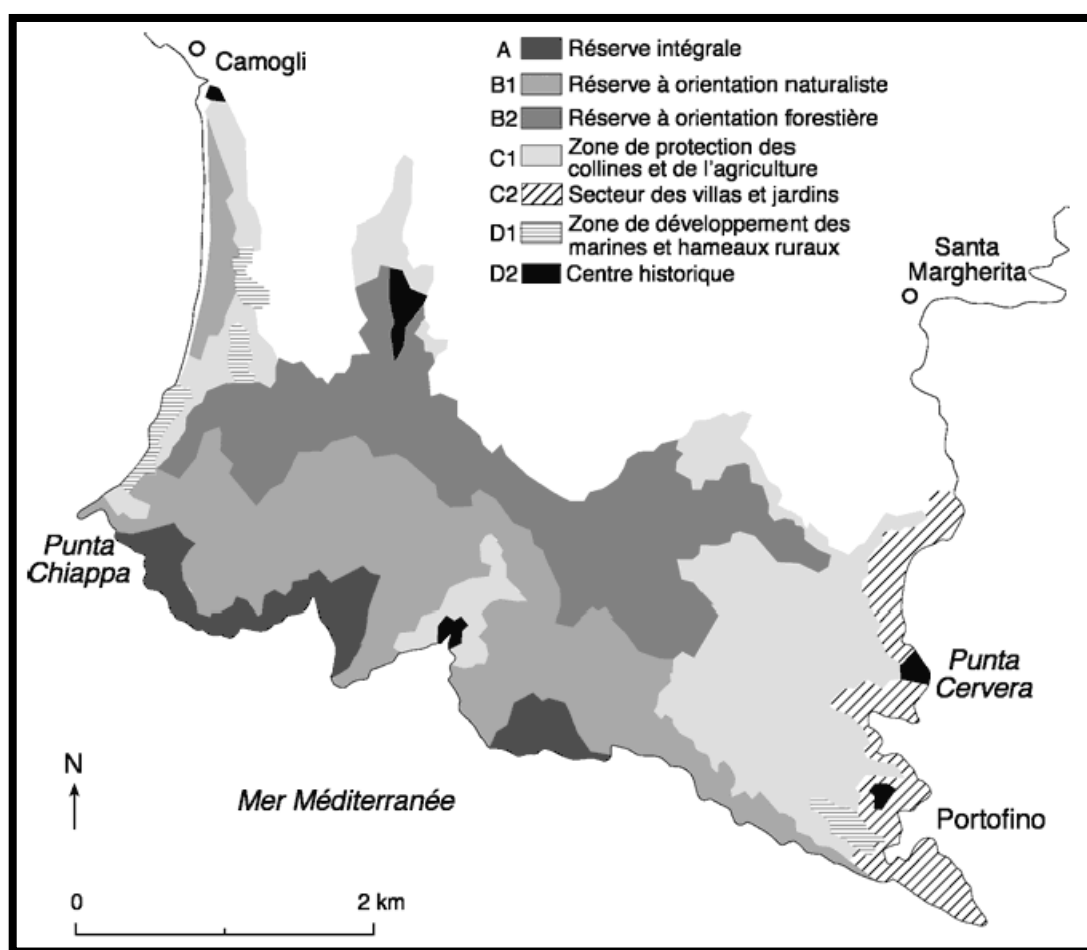 Camogli
A Réserve intégrale
B1 Réserve à orientation naturaliste
B2 Réserve à orientation forestière
C1 Zone de protection des
collines et de l'agriculture
C2 Secteur des villas et jardins
D1 Zone de développement des
marines et hameaux ruraux
D2 Centre historique
Santa
Margherita
Punta
Chiappa
Punta
Cervera
N
Mer Méditerranée
Portofino
0 2 km